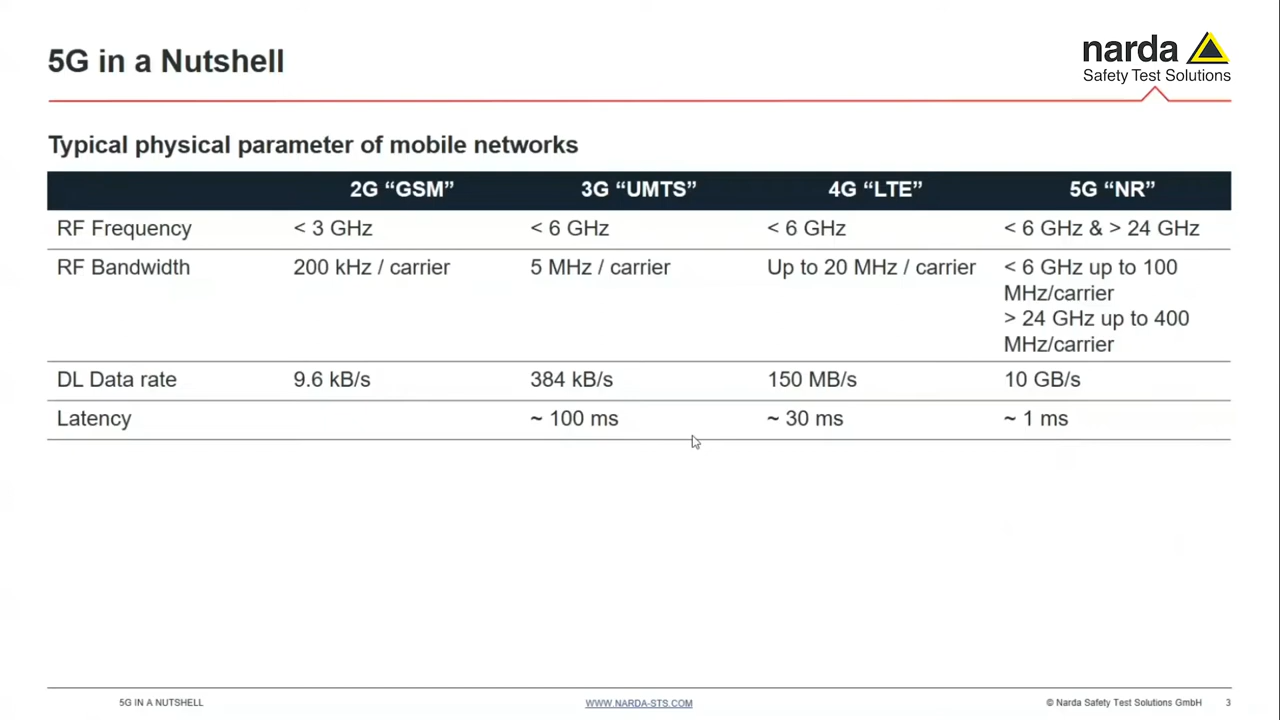 5G in a Nutshell
narda
Safety Test Solutions
Typical physical parameter of mobile networks
2G “GSM” 3G “UMTS” 4G “LTE” 5G “NR”
RF Frequency < 3 GHz < 6 GHz < 6 GHz < 6 GHz & > 24 GHz
RF Bandwidth 200 kHz / carrier 5 MHz / carrier Up to 20 MHz / carrier < 6 GHz up to 100
MHz/carrier
> 24 GHz up to 400
MHz/carrier
DL Data rate 9.6 kB/s 384 kB/s 150 MB/s 10 GB/s
Latency ~ 100 ms ~ 30 ms ~ 1 ms
5G IN A NUTSHELL WWW.NARDA-STS.COM © Narda Safety Test Solutions GmbH 3